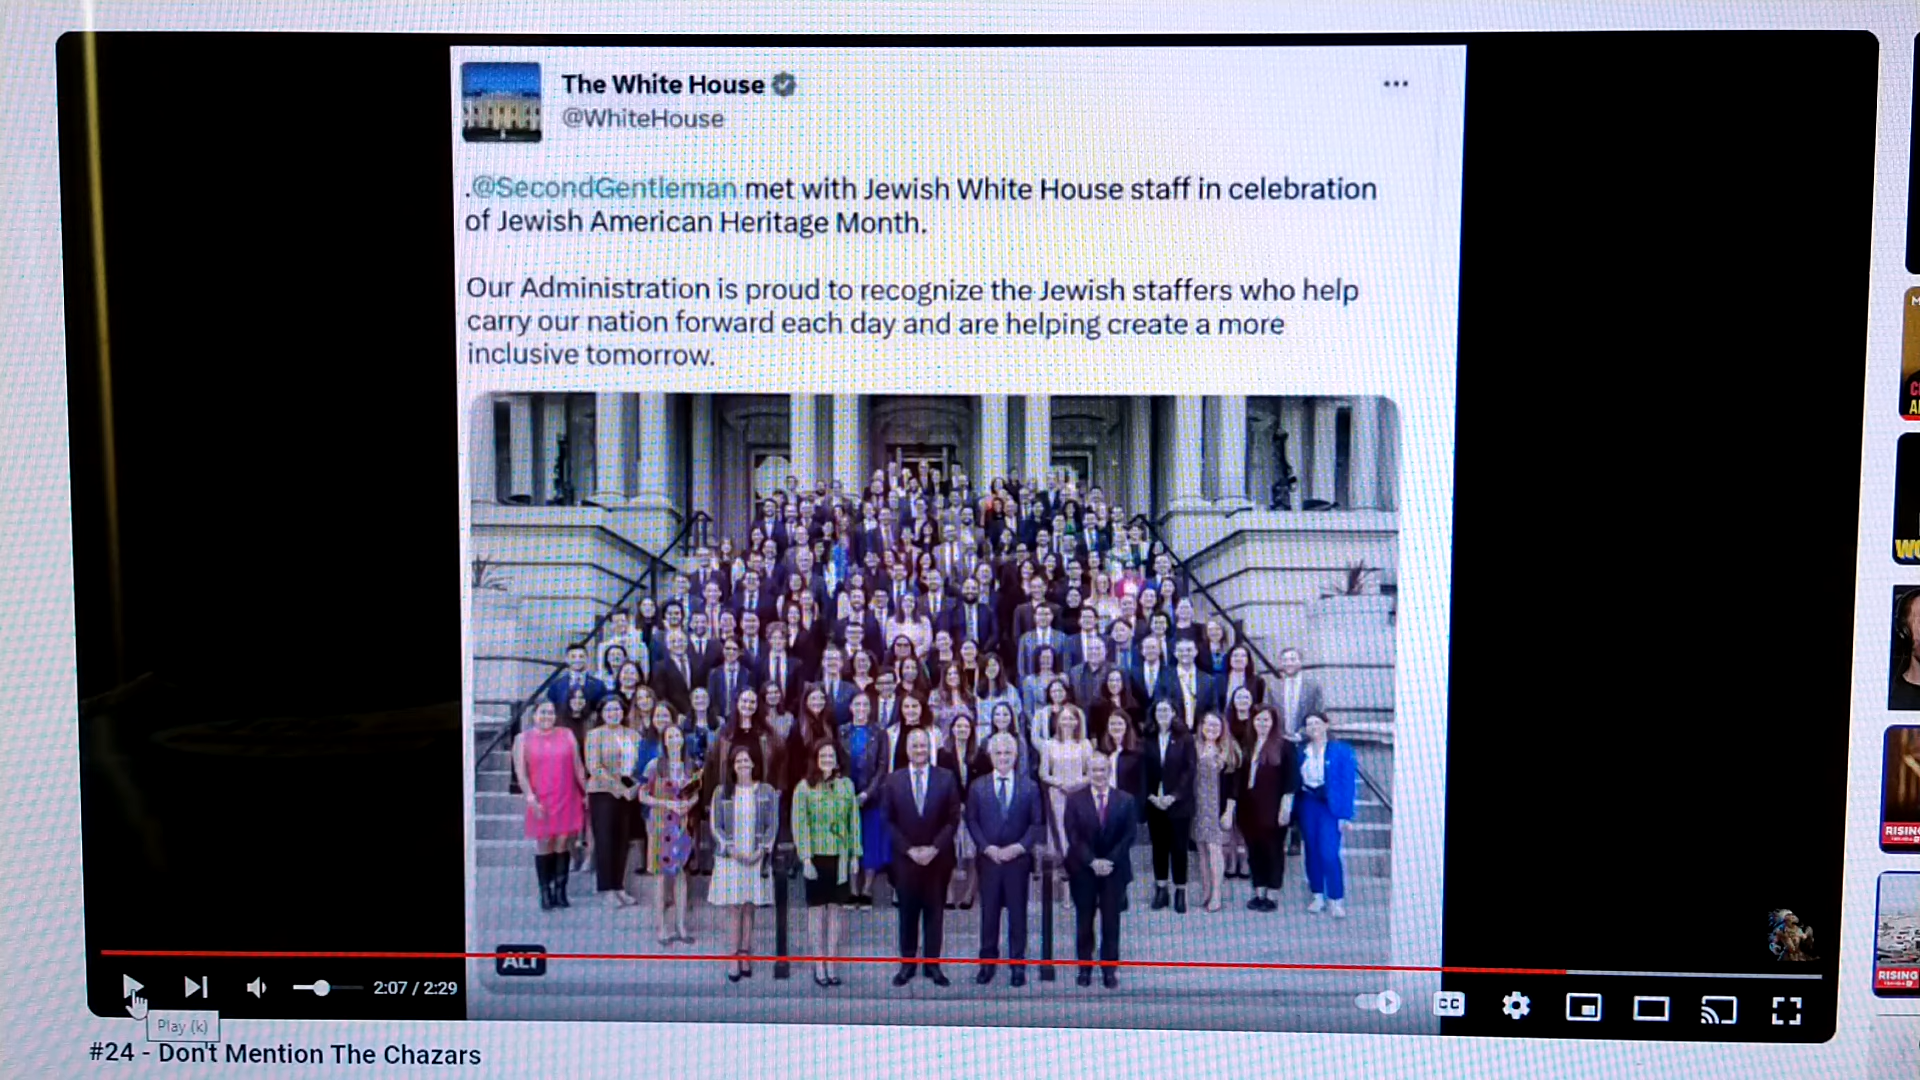 The White House
@WhiteHouse
.@SecondGentleman met with Jewish White House staff in celebration
of Jewish American Heritage Month.
Our Administration is proud to recognize the Jewish staffers who help
carry our nation forward each day and are helping create a more
inclusive tomorrow.
ALT
2:07 / 2:29
CC
Play (k)
#24 - Don't Mention The Chazars
RISING